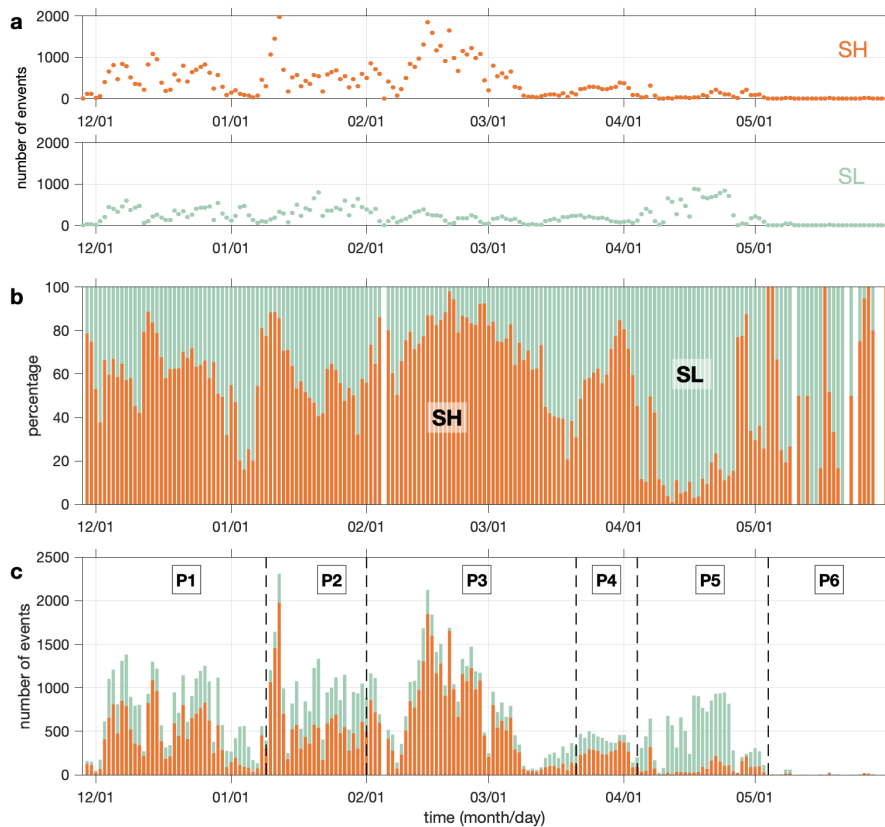 a
number of envents
2000
1000
0
SH
12/01 01/01 02/01 03/01 04/01 05/01
2000
1000
0
SL
12/01 01/01 02/01 03/01 04/01 05/01
b
percentage
100
80
60
40
20
0
SL
SH
12/01 01/01 02/01 03/01 04/01 05/01
c
number of events
2500
2000
1500
1000
500
0
P1 P2 P3 P4 P5 P6
12/01 01/01 02/01 03/01 04/01 05/01
time (month/day)